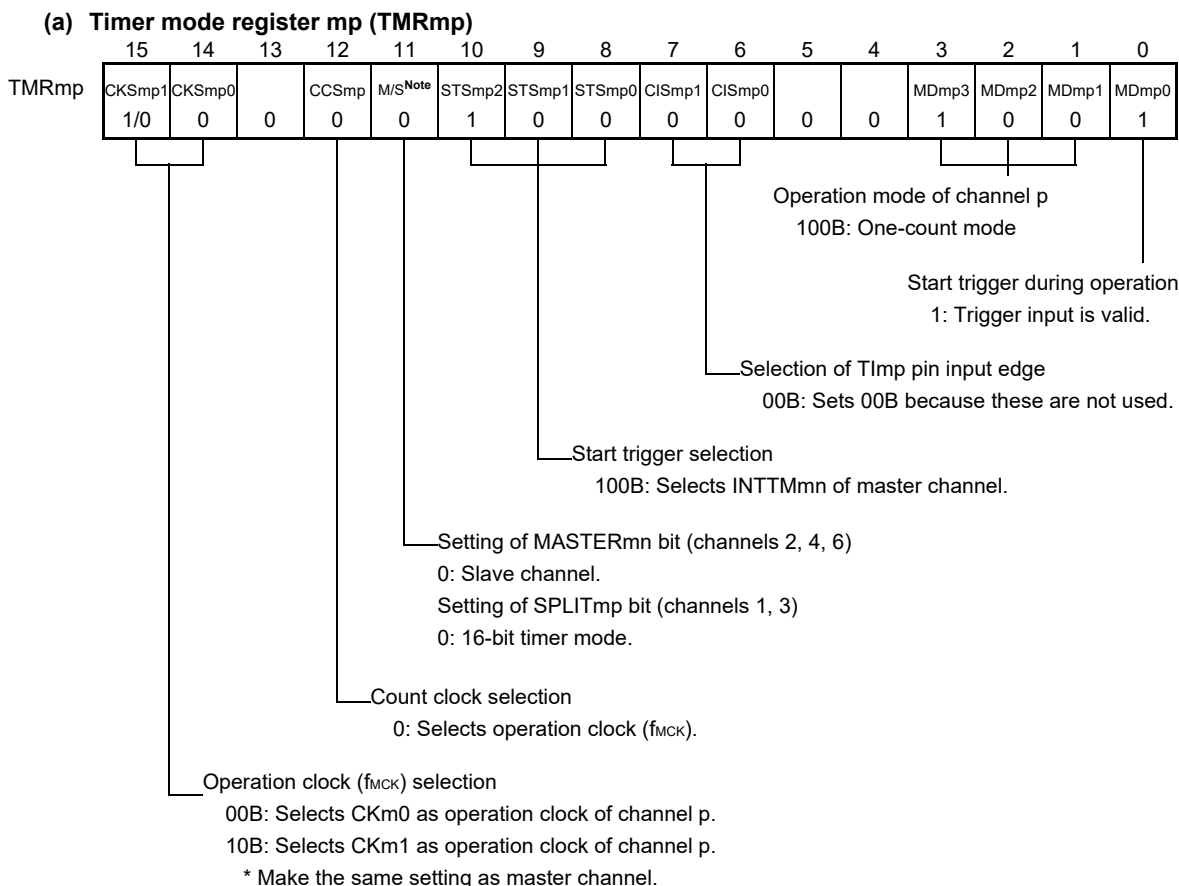 (a) Timer mode register mp (TMRmp)
15 14 13 12 11 10 9 8 7 6 5 4 3 2 1 0
TMRmp CKSmp1 CKSmp0 CCSmp M/SNote STSmp2 STSmp1 STSmp0 CISmp1 CISmp0 MDmp3 MDmp2 MDmp1 MDmp0
1/0 0 0 0 0 1 0 0 0 0 0 0 1 0 0 1
Operation mode of channel p
100B: One-count mode
Start trigger during operation
1: Trigger input is valid.
Selection of TImp pin input edge
00B: Sets 00B because these are not used.
Start trigger selection
100B: Selects INTTMmn of master channel.
Setting of MASTERmn bit (channels 2, 4, 6)
0: Slave channel.
Setting of SPLITmp bit (channels 1, 3)
0: 16-bit timer mode.
Count clock selection
0: Selects operation clock (fMCK).
Operation clock (fMCK) selection
00B: Selects CKm0 as operation clock of channel p.
10B: Selects CKm1 as operation clock of channel p.
* Make the same setting as master channel.